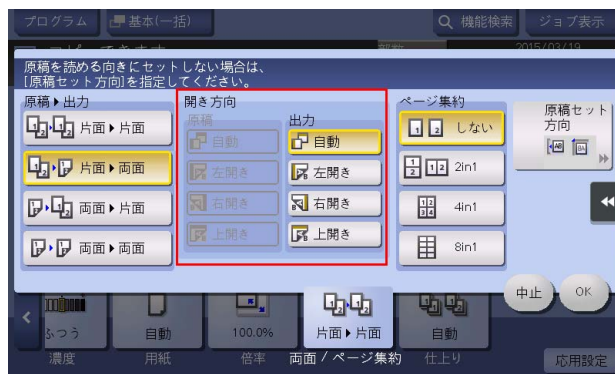 プログラム
基本(一括)
機能検索
ジョブ表示
2015/03/19
原稿を読める向きにセットしない場合は、
[原稿セット方向]を指定してください。
原稿▶出力
片面▶片面
片面▶両面
両面▶片面
両面▶両面
開き方向
原稿
自動
左開き
右開き
上開き
出力
自動
左開き
右開き
上開き
ページ集約
しない
2in1
4in1
8in1
原稿セット
方向
中止
OK
ふつう
自動
100.0%
片面▶片面
自動
濃度
用紙
倍率
両面 / ページ集約
仕上り
応用設定